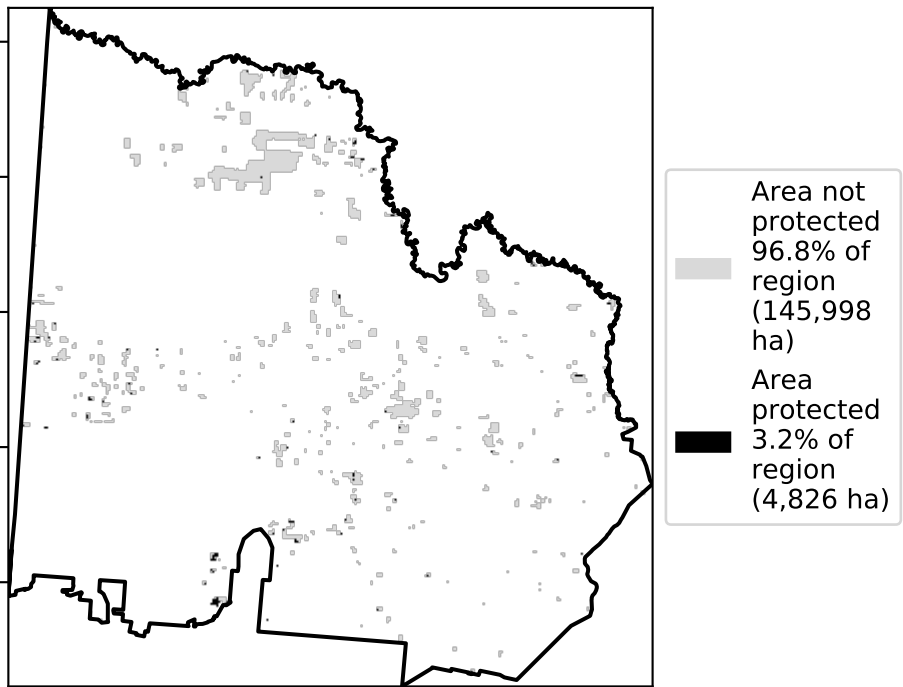 Area not
protected
96.8% of
region
(145,998
ha)
Area
protected
3.2% of
region
(4,826 ha)